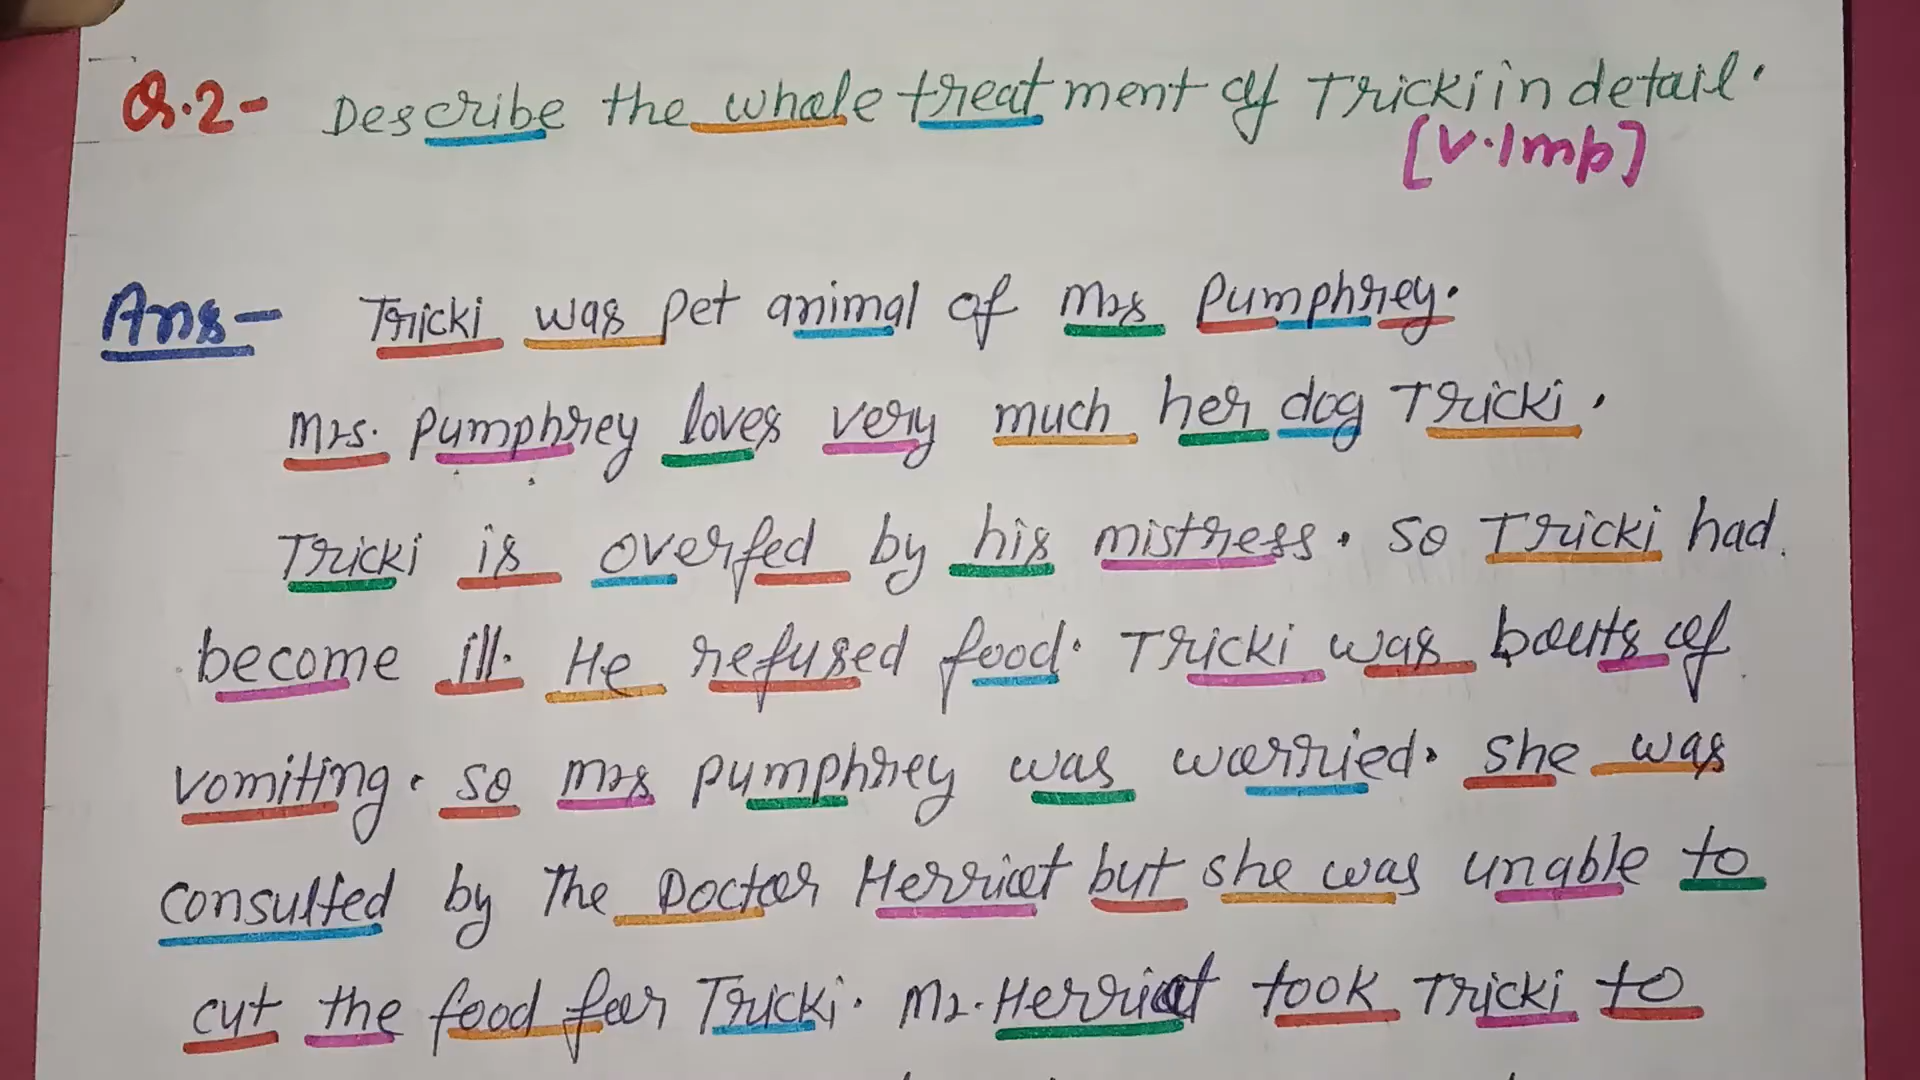 Q.2- Describe the whole treatment of Tricki in detail.
[V.Imp]
Ans- Tricki was pet animal of Mrs Pumphrey.
Mrs. Pumphrey loves very much her dog Tricki.
Tricki is overfed by his mistress. So Tricki had
become ill. He refused food. Tricki was bouts of
vomiting. so Mrs pumphrey was worried. she was
consulted by The Doctor Herriot but she was unable to
cut the food for Tricki. Mr. Herriot took Tricki to